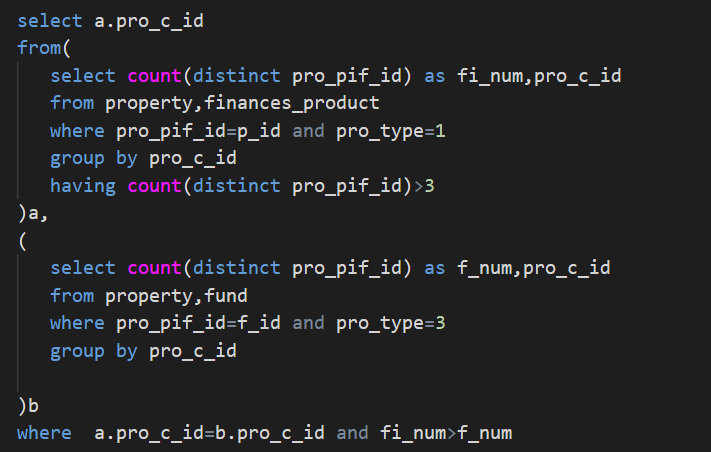 select a.pro_c_id
from(
select count(distinct pro_pif_id) as fi_num,pro_c_id
from property,finances_product
where pro_pif_id=p_id and pro_type=1
group by pro_c_id
having count(distinct pro_pif_id)>3
)a,
(
select count(distinct pro_pif_id) as f_num,pro_c_id
from property,fund
where pro_pif_id=f_id and pro_type=3
group by pro_c_id
)b
where  a.pro_c_id=b.pro_c_id and fi_num>f_num